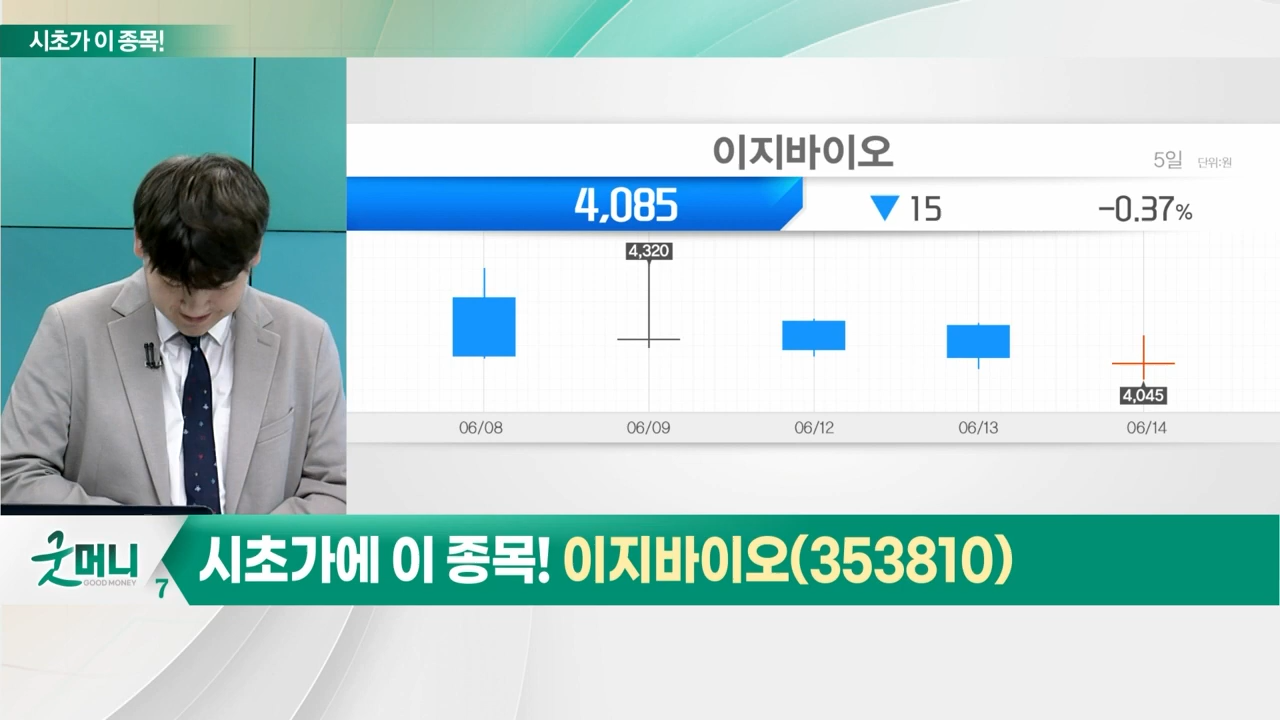 시초가 이 종목!
이지바이오
5일 단위:원
4,085 ▼ 15 -0.37%
4,320
4,045
06/08 06/09 06/12 06/13 06/14
굿머니
GOOD MONEY
7
시초가에 이 종목! 이지바이오(353810)